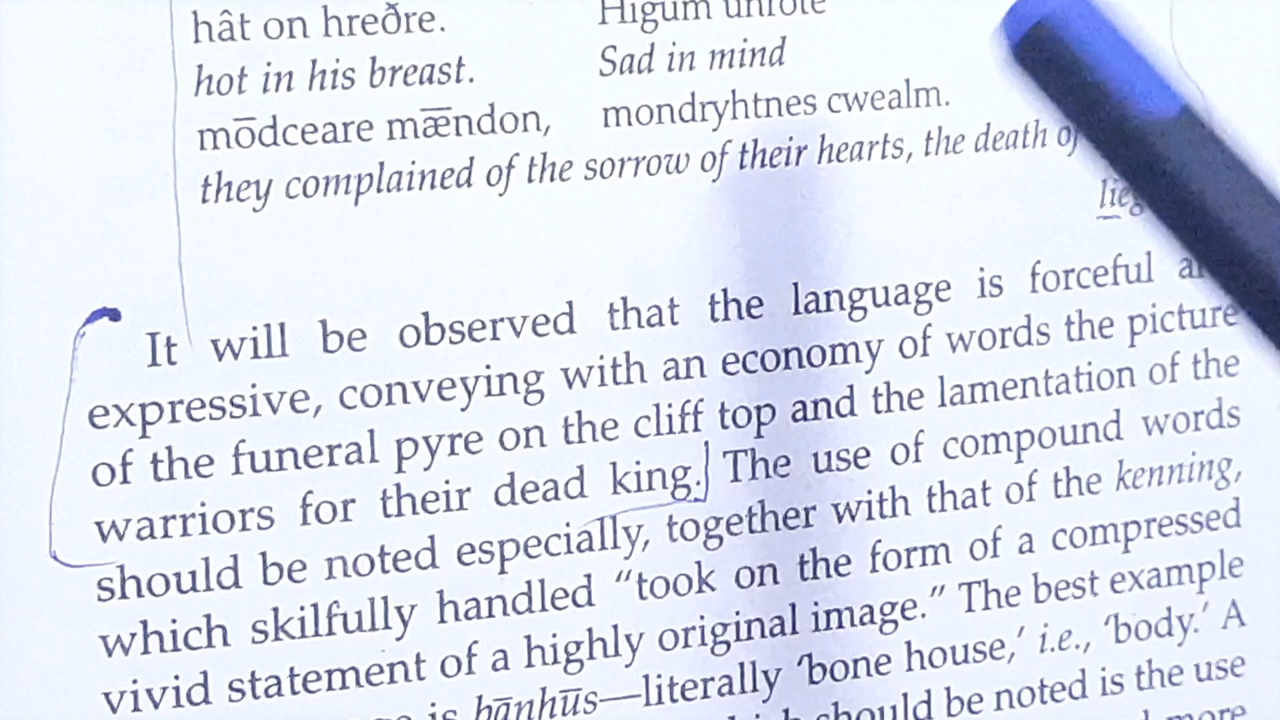 hât on hreðre. Higum unrote
hot in his breast. Sad in mind
mōdceare mǣndon, mondryhtnes cwealm.
they complained of the sorrow of their hearts, the death of
It will be observed that the language is forceful
expressive, conveying with an economy of words the picture
of the funeral pyre on the cliff top and the lamentation of the
warriors for their dead king. The use of compound words
should be noted especially, together with that of the kenning,
which skilfully handled “took on the form of a compressed
vivid statement of a highly original image.” The best example
is bānhūs—literally ‘bone house,’ i.e., ‘body.’ A
should be noted is the use
more